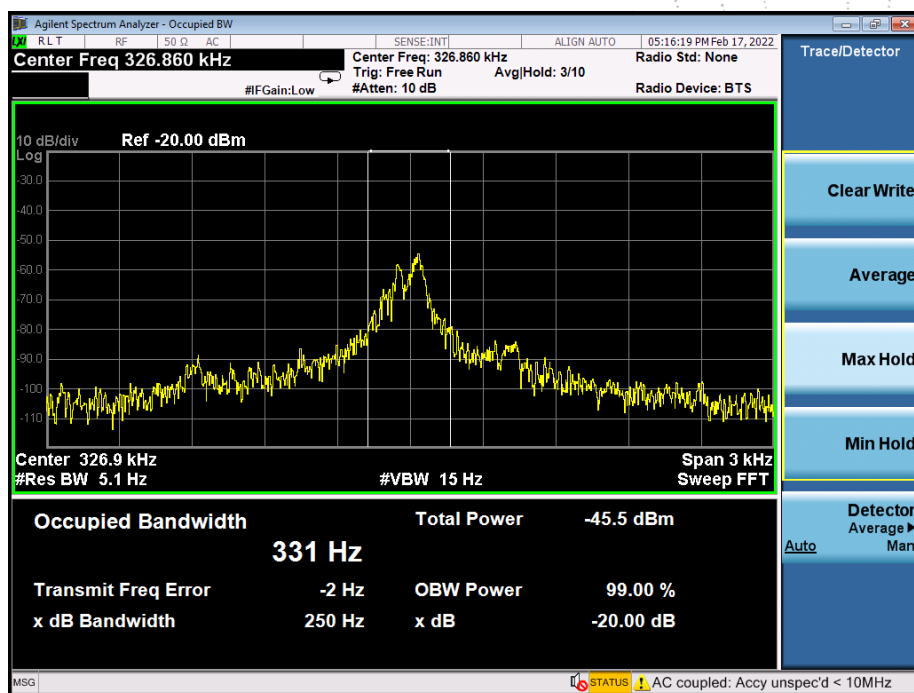 Agilent Spectrum Analyzer - Occupied BW
LXI RLT RF 50 Ω AC SENSE:INT ALIGN AUTO 05:16:19 PM Feb 17, 2022
Center Freq 326.860 kHz
Center Freq: 326.860 kHz
Radio Std: None
Trig: Free Run Avg|Hold: 3/10
#IFGain:Low
#Atten: 10 dB
Radio Device: BTS
10 dB/div Ref -20.00 dBm
Log
-30.0
-40.0
-50.0
-60.0
-70.0
-80.0
-90.0
-100
-110
Center 326.9 kHz Span 3 kHz
#Res BW 5.1 Hz #VBW 15 Hz Sweep FFT
Occupied Bandwidth Total Power -45.5 dBm
331 Hz
Transmit Freq Error -2 Hz OBW Power 99.00 %
x dB Bandwidth 250 Hz x dB -20.00 dB
Trace/Detector
Clear Write
Average
Max Hold
Min Hold
Detector
Average
Auto Man
MSG STATUS AC coupled: Accy unspec'd < 10MHz